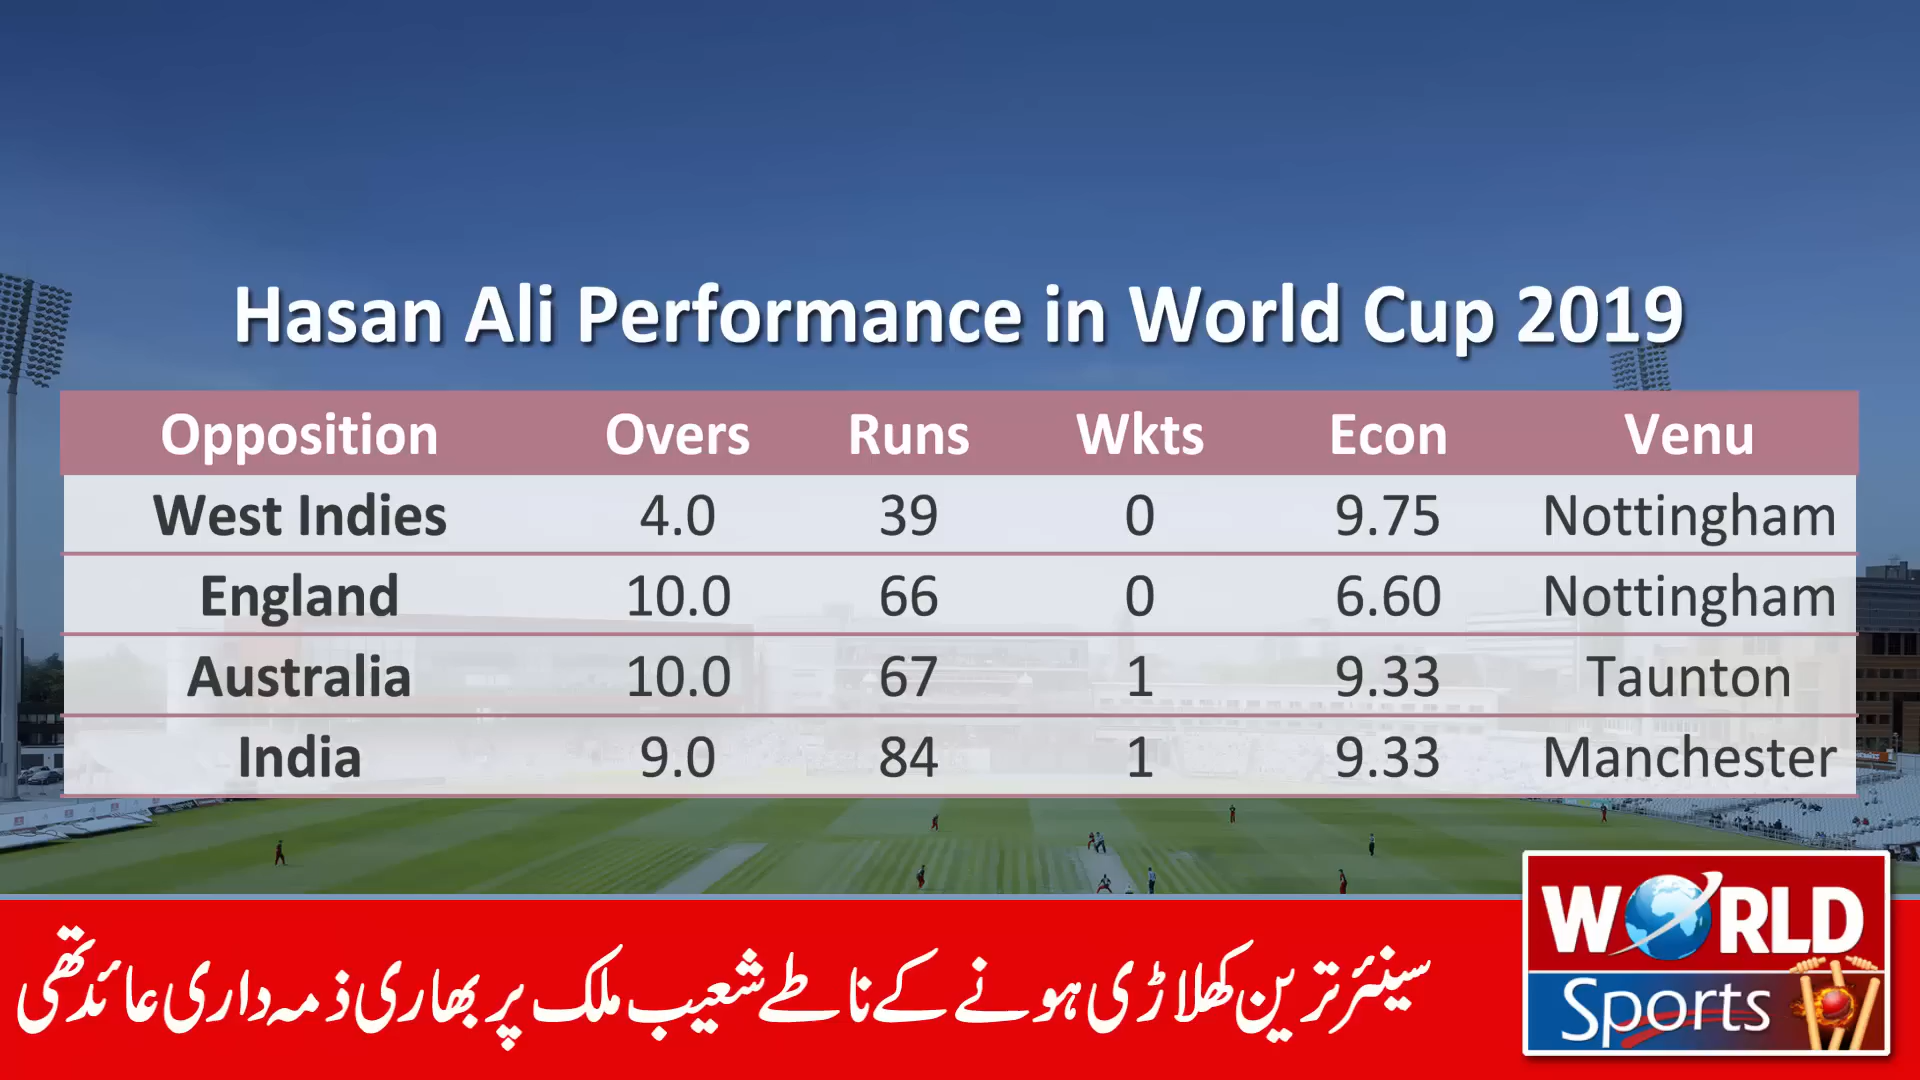 Hasan Ali Performance in World Cup 2019
Opposition Overs Runs Wkts Econ Venu
West Indies 4.0 39 0 9.75 Nottingham
England 10.0 66 0 6.60 Nottingham
Australia 10.0 67 1 9.33 Taunton
India 9.0 84 1 9.33 Manchester
سینئر ترین کھلاڑی ہونے کے ناطے شعیب ملک پر بھاری ذمہ داری عائد تھی
WORLD
Sports